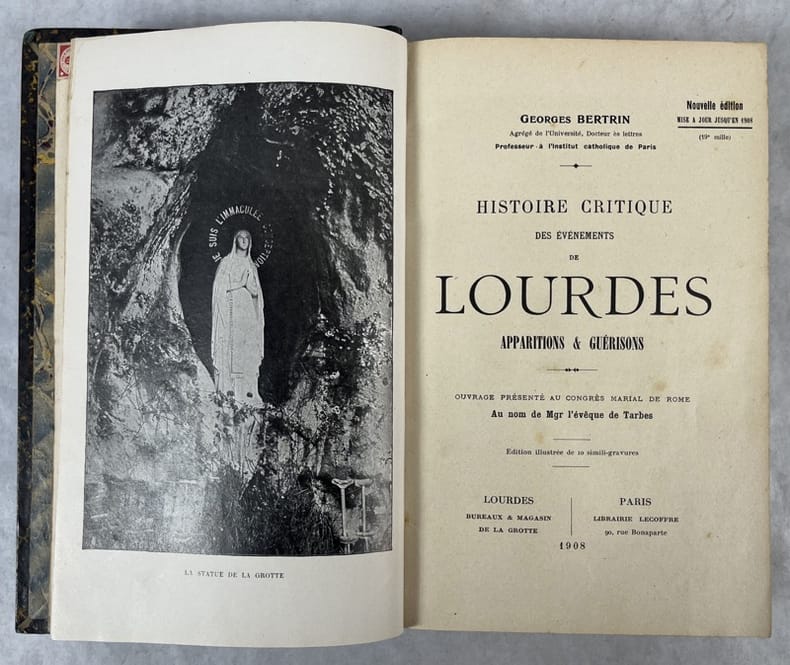 JE SUIS L'IMMACULÉE
LA STATUE DE LA GROTTE
GEORGES BERTRIN
Agrégé de l'Université, Docteur ès lettres
Professeur à l'Institut catholique de Paris
Nouvelle édition
MISE A JOUR JUSQU'EN 1908
(19e mille)
HISTOIRE CRITIQUE
DES ÉVÉNEMENTS
DE
LOURDES
APPARITIONS & GUÉRISONS
OUVRAGE PRÉSENTÉ AU CONGRÈS MARIAL DE ROME
Au nom de Mgr l'évêque de Tarbes
Edition illustrée de 10 simili-gravures
LOURDES
BUREAUX & MAGASIN
DE LA GROTTE
PARIS
LIBRAIRIE LECOFFRE
90, rue Bonaparte
1908